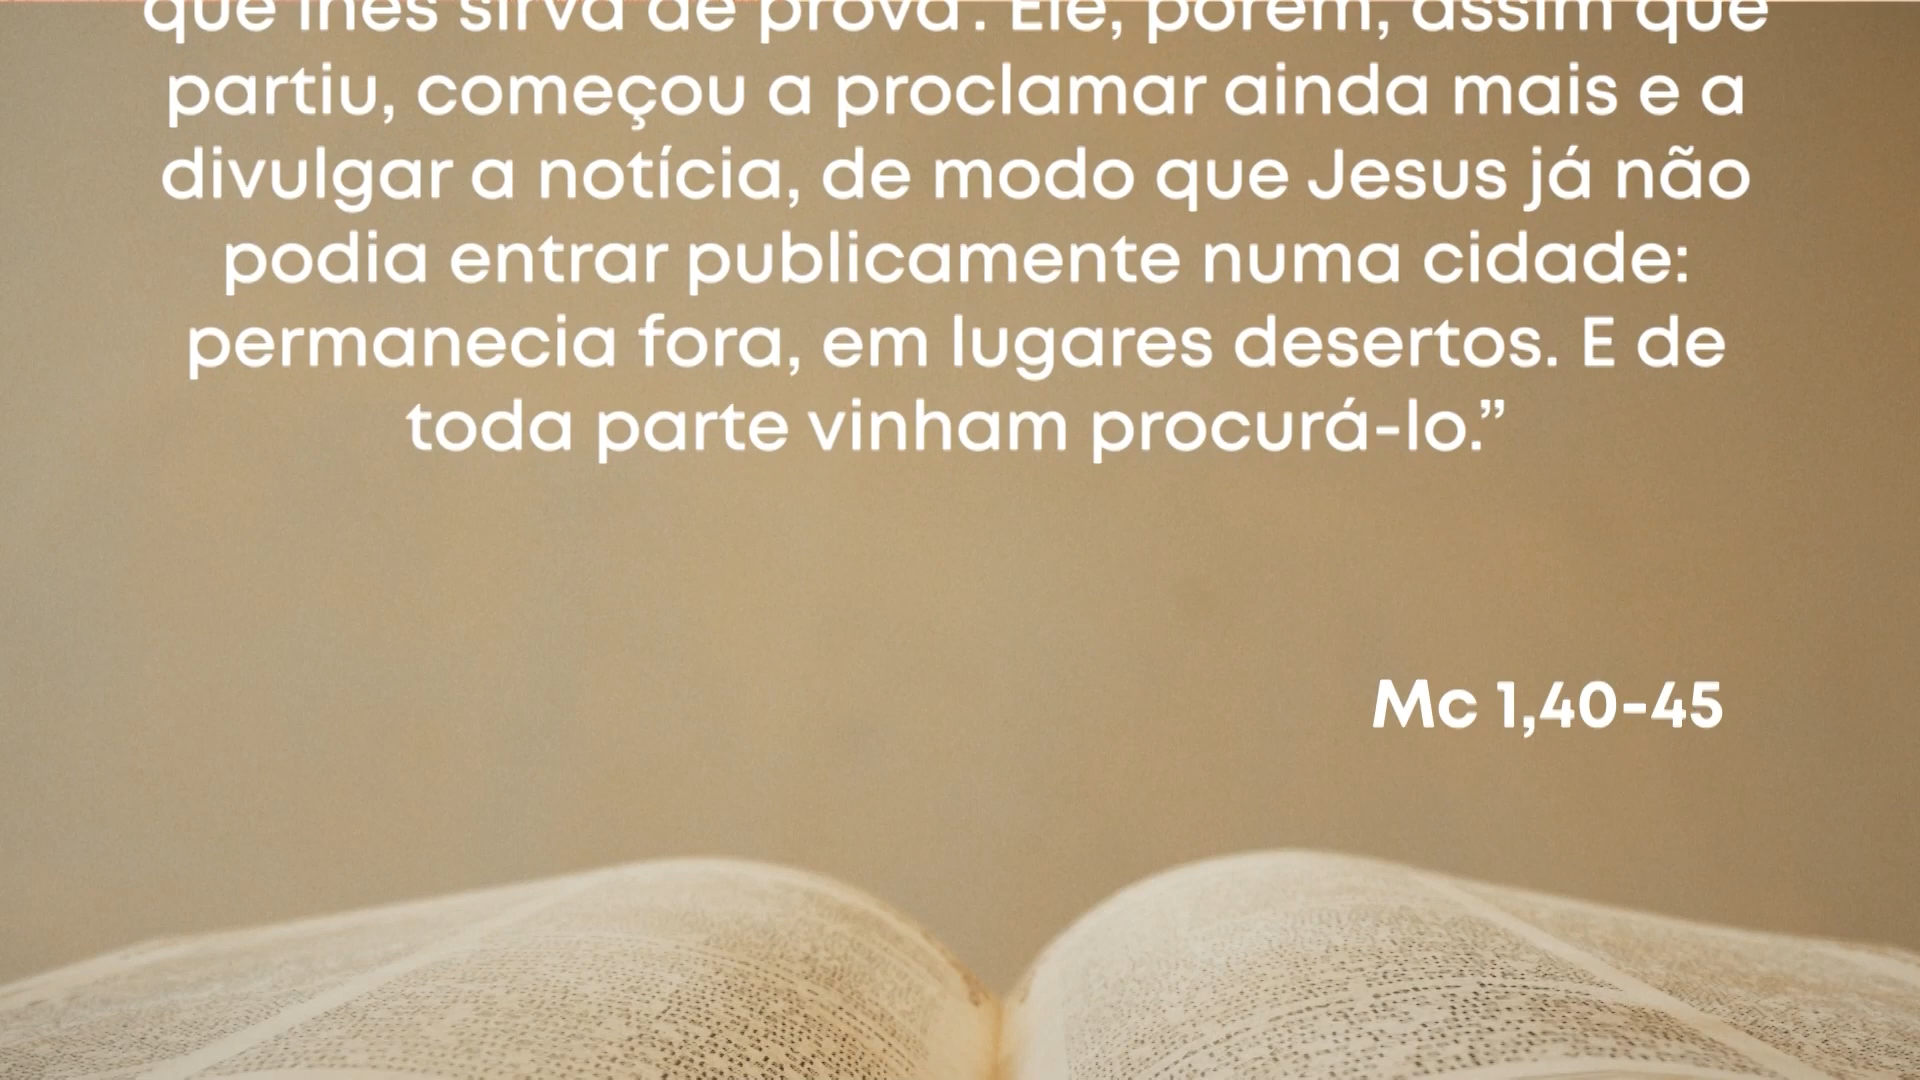 que lhes sirva de prova”. Ele, porém, assim que
partiu, começou a proclamar ainda mais e a
divulgar a notícia, de modo que Jesus já não
podia entrar publicamente numa cidade:
permanecia fora, em lugares desertos. E de
toda parte vinham procurá-lo.”
Mc 1,40-45